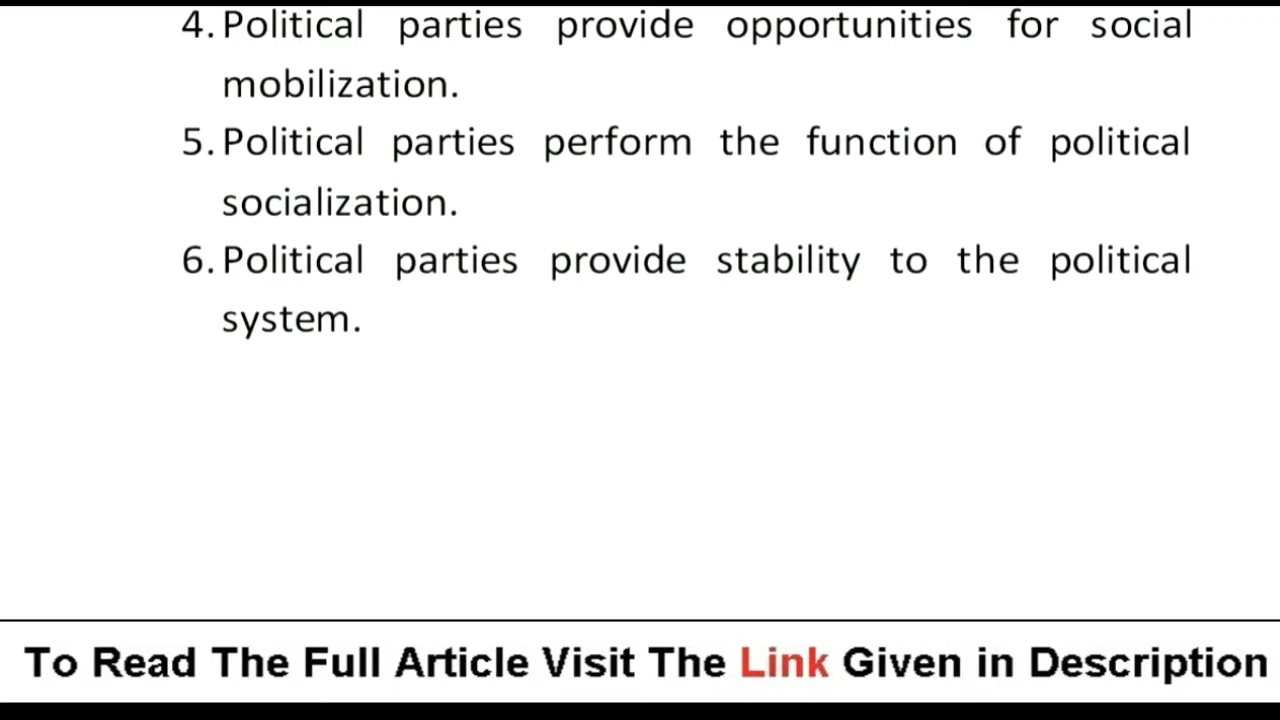 4. Political parties provide opportunities for social
mobilization.
5. Political parties perform the function of political
socialization.
6. Political parties provide stability to the political
system.
To Read The Full Article Visit The Link Given in Description